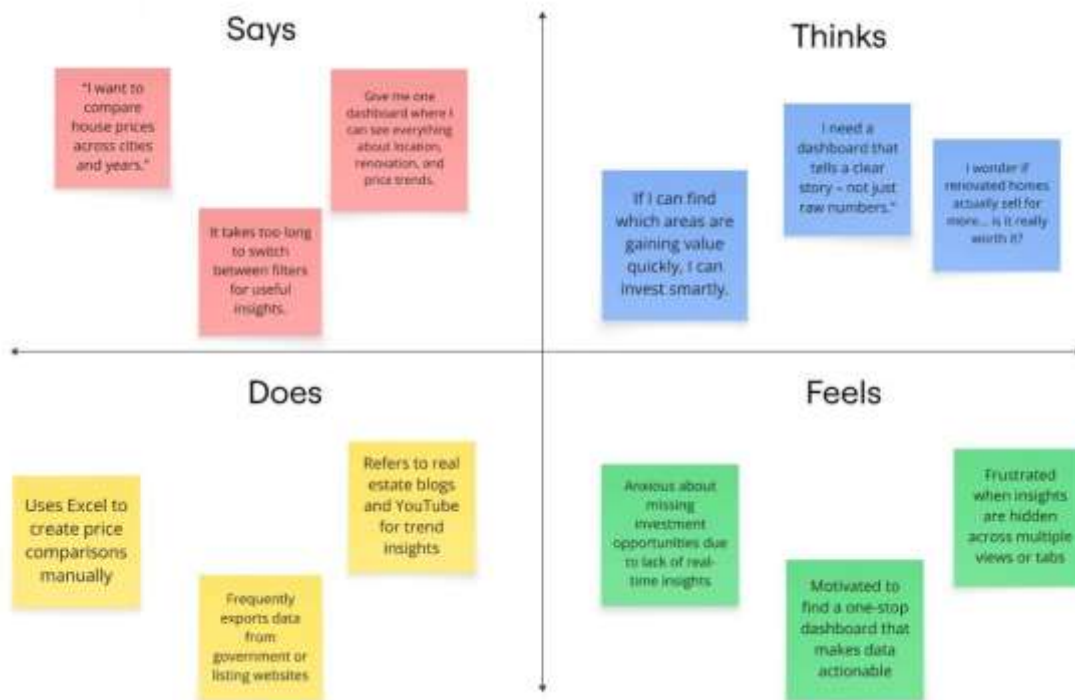 Says
"I want to
compare
house prices
across cities
and years."
Give me one
dashboard where I
can see everything
about location,
renovation, and
price trends.
It takes too long
to switch
between filters
for useful
insights.
Thinks
If I can find
which areas are
gaining value
quickly, I can
invest smartly.
I need a
dashboard that
tells a clear
story – not just
raw numbers."
I wonder if
renovated homes
actually sell for
more... is it really
worth it?
Does
Uses Excel to
create price
comparisons
manually
Frequently
exports data
from
government or
listing websites
Refers to real
estate blogs
and YouTube
for trend
insights
Feels
Anxious about
missing
investment
opportunities due
to lack of real-
time insights
Motivated to
find a one-stop
dashboard that
makes data
actionable
Frustrated
when insights
are hidden
across multiple
views or tabs